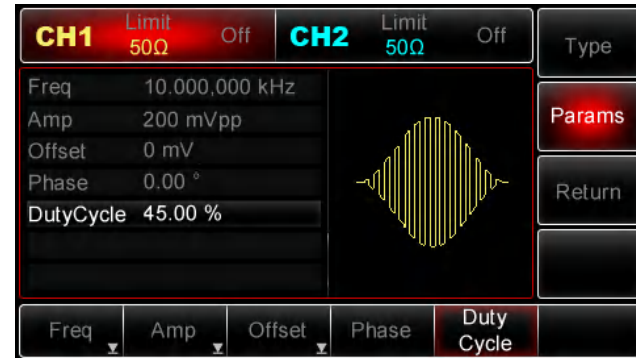 CH1 Limit 50Ω Off CH2 Limit 50Ω Off
Type
Freq 10.000,000 kHz
Amp 200 mVpp
Params
Offset 0 mV
Phase 0.00 °
Return
DutyCycle 45.00 %
Freq Amp Offset Phase Duty Cycle